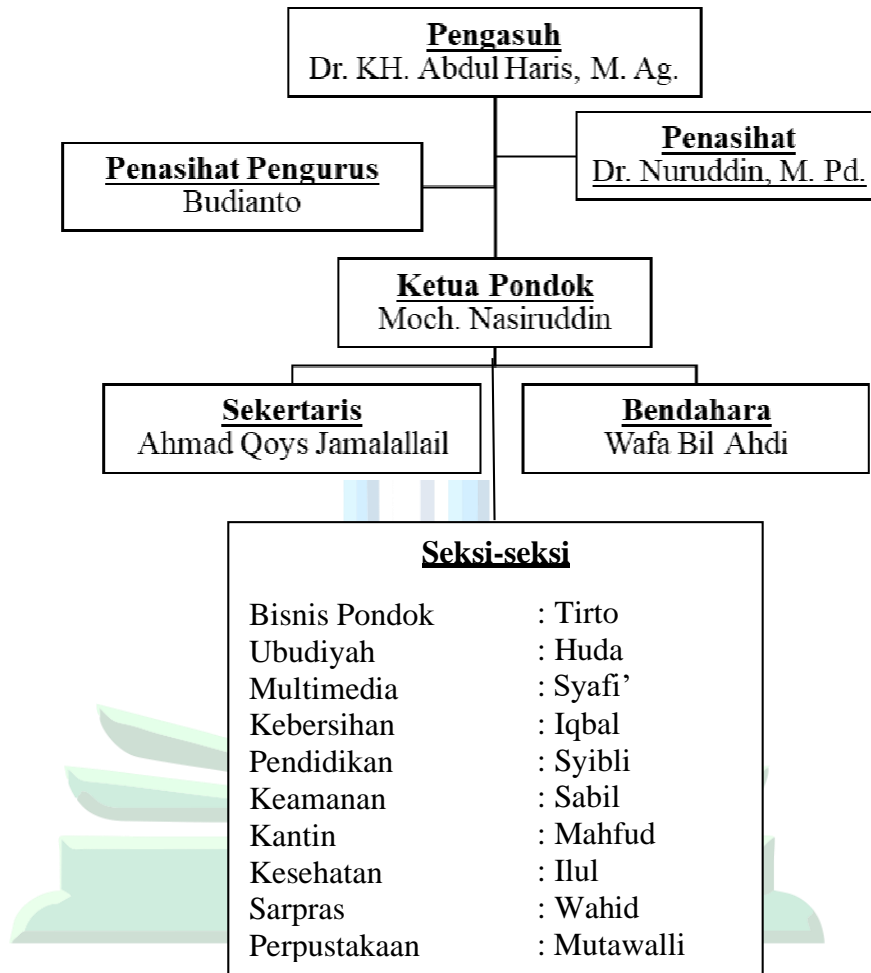 Pengasuh
Dr. KH. Abdul Haris, M. Ag.
Penasihat
Dr. Nuruddin, M. Pd.
Penasihat Pengurus
Budianto
Ketua Pondok
Moch. Nasiruddin
Sekertaris
Ahmad Qoys Jamalallail
Bendahara
Wafa Bil Ahdi
Seksi-seksi
Bisnis Pondok : Tirto
Ubudiyah : Huda
Multimedia : Syafi’
Kebersihan : Iqbal
Pendidikan : Syibli
Keamanan : Sabil
Kantin : Mahfud
Kesehatan : Ilul
Sarpras : Wahid
Perpustakaan : Mutawalli